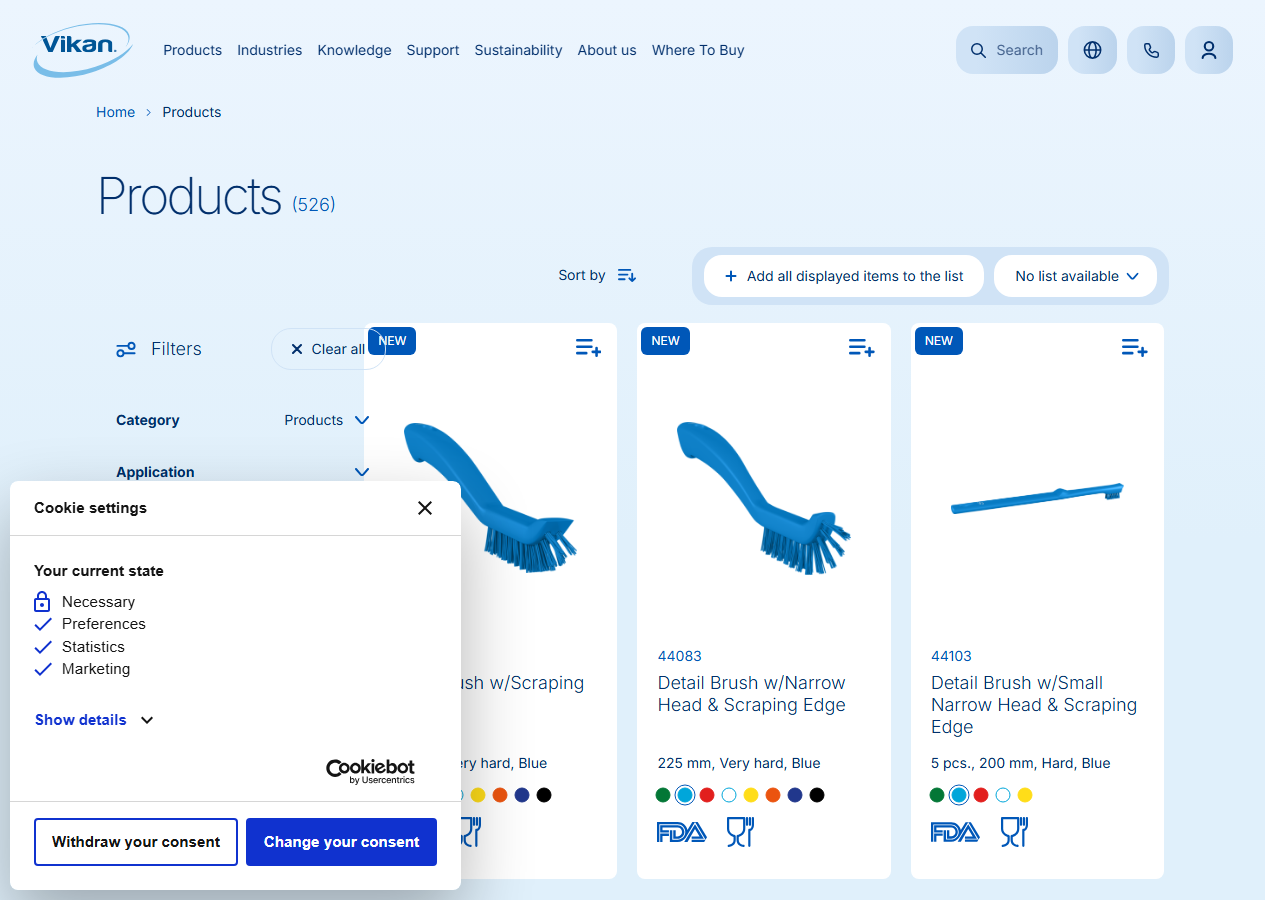 Vikan.
Products Industries Knowledge Support Sustainability About us Where To Buy
Search
Home Products
Products (526)
Sort by
Add all displayed items to the list
No list available
Filters
Clear all
Category
Products
Application
NEW
NEW
NEW
w/Scraping
hard, Blue
44083
Detail Brush w/Narrow
Head & Scraping Edge
225 mm, Very hard, Blue
FDA
44103
Detail Brush w/Small
Narrow Head & Scraping
Edge
5 pcs., 200 mm, Hard, Blue
FDA
Cookie settings
Your current state
Necessary
Preferences
Statistics
Marketing
Show details
Cookiebot
by Usercentrics
Withdraw your consent
Change your consent